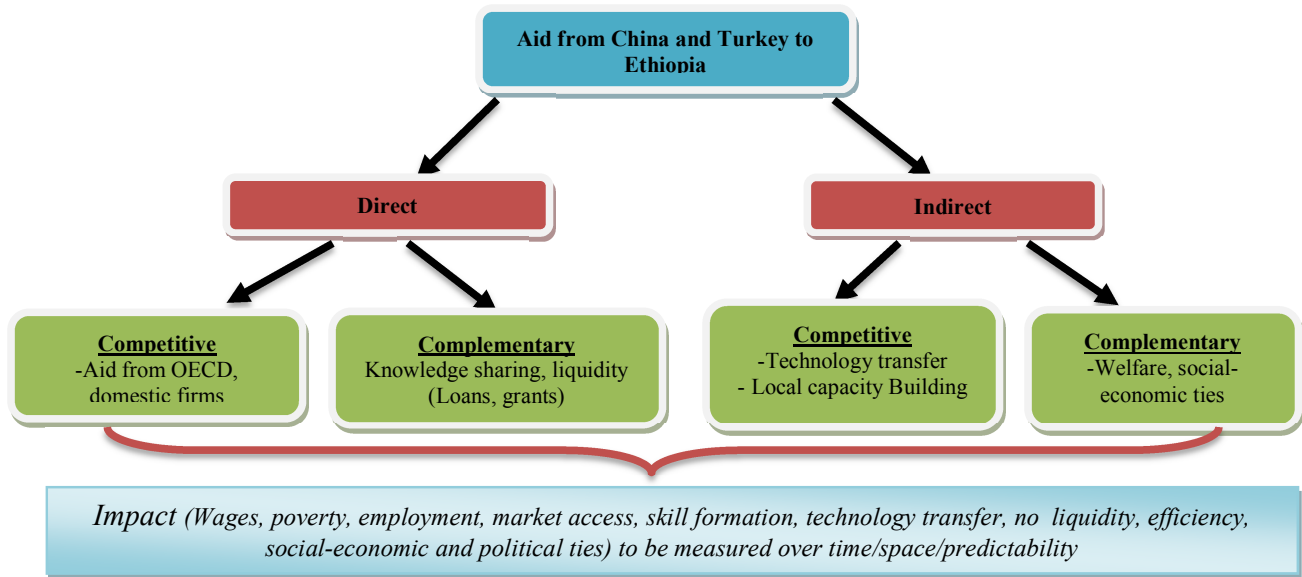 Aid from China and Turkey to
Ethiopia
Direct
Indirect
Competitive
-Aid from OECD,
domestic firms
Complementary
Knowledge sharing, liquidity
(Loans, grants)
Competitive
-Technology transfer
- Local capacity Building
Complementary
-Welfare, social-
economic ties
Impact (Wages, poverty, employment, market access, skill formation, technology transfer, no liquidity, efficiency,
social-economic and political ties) to be measured over time/space/predictability